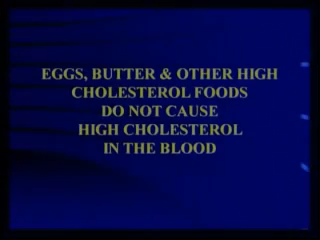 EGGS, BUTTER & OTHER HIGH
CHOLESTEROL FOODS
DO NOT CAUSE
HIGH CHOLESTEROL
IN THE BLOOD